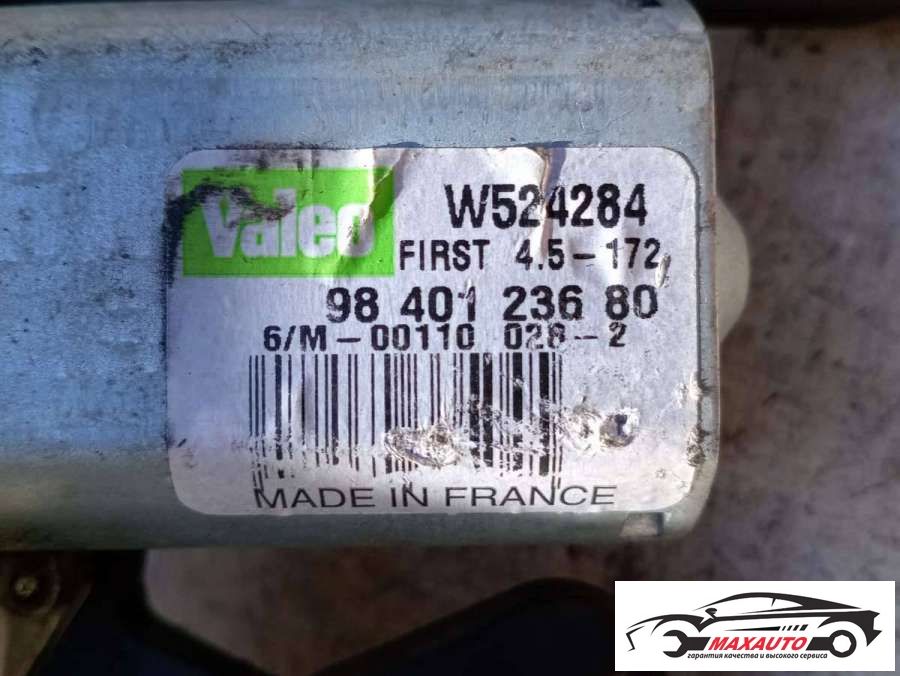 Valeo
W524284
FIRST 4.5-172
98 401 236 80
6/M-00110 028-2
MADE IN FRANCE
MAXAUTO
гарантия качества и высокого сервиса